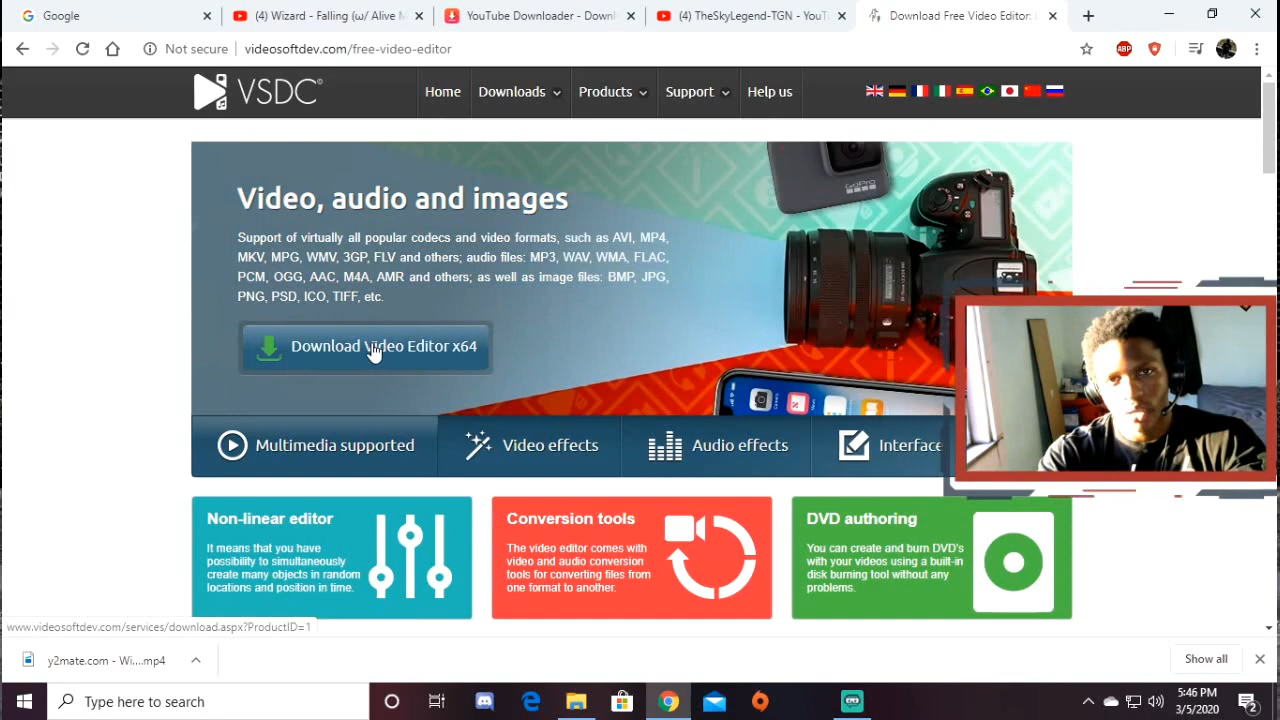 Google
(4) Wizard - Falling (ω/ Alive M
YouTube Downloader - Downl
(4) TheSkyLegend-TGN - YouT
Download Free Video Editor:
Not secure
videosoftdev.com/free-video-editor
ABP
VSDC
Home
Downloads
Products
Support
Help us
Video, audio and images
Support of virtually all popular codecs and video formats, such as AVI, MP4,
MKV, MPG, WMV, 3GP, FLV and others; audio files: MP3, WAV, WMA, FLAC,
PCM, OGG, AAC, M4A, AMR and others; as well as image files: BMP, JPG,
PNG, PSD, ICO, TIFF, etc.
GoPro
Download Video Editor x64
Multimedia supported
Video effects
Audio effects
Interface
Non-linear editor
It means that you have
possibility to simultaneously
create many objects in random
locations and position in time.
Conversion tools
The video editor comes with
video and audio conversion
tools for converting files from
one format to another.
DVD authoring
You can create and burn DVD's
with your videos using a built-in
disk burning tool without any
problems.
www.videosoftdev.com/services/download.aspx?ProductID=1
y2mate.com - Wi....mp4
Show all
Type here to search
5:46 PM
3/5/2020
2